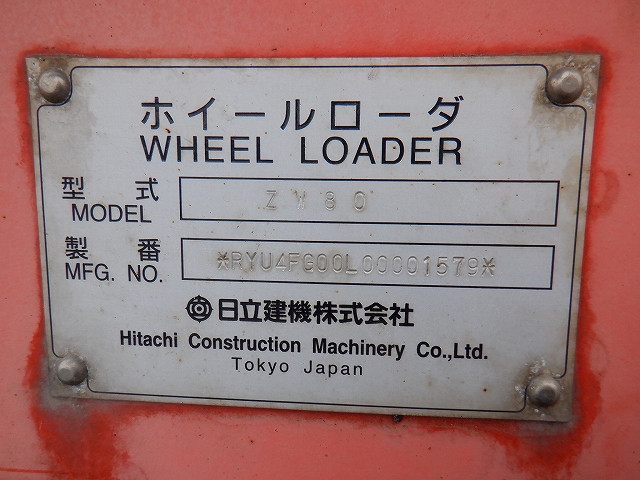 ホイールローダ
WHEEL LOADER
型式 ZW80
MODEL
製番 *RYU4FG00L00001579*
MFG. NO.
日立建機株式会社
Hitachi Construction Machinery Co.,Ltd.
Tokyo Japan